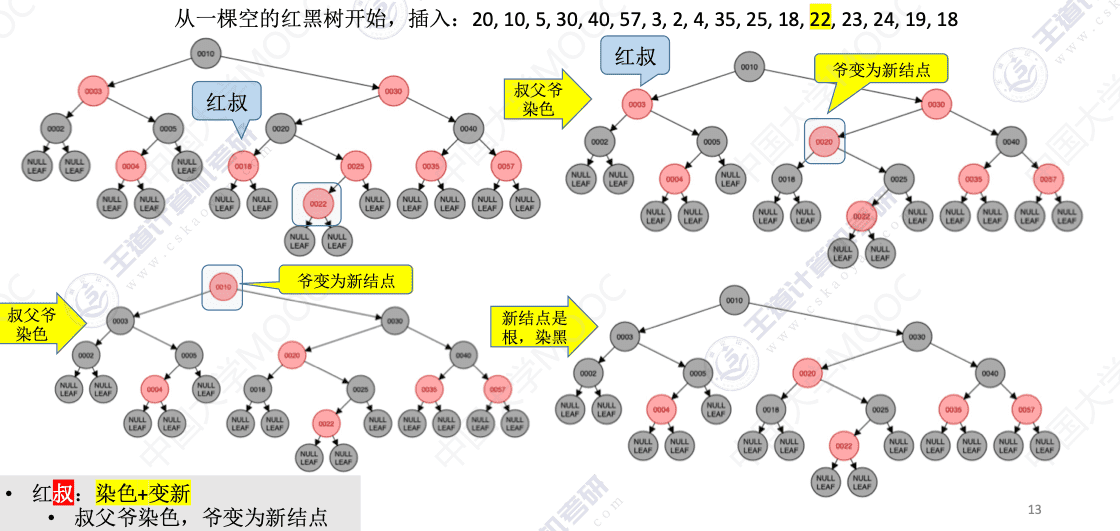 从一棵空的红黑树开始，插入：20, 10, 5, 30, 40, 57, 3, 2, 4, 35, 25, 18, 22, 23, 24, 19, 18
0010
0003
0030
红叔
0002
0005
0020
0040
NULL LEAF
NULL LEAF
0004
NULL LEAF
0018
0025
0035
0057
NULL LEAF
NULL LEAF
NULL LEAF
NULL LEAF
0022
NULL LEAF
NULL LEAF
NULL LEAF
NULL LEAF
NULL LEAF
NULL LEAF
NULL LEAF
叔父爷
染色
红叔
爷变为新结点
0010
0003
0030
0002
0005
0020
0040
NULL LEAF
NULL LEAF
0004
NULL LEAF
0018
0025
0035
0057
NULL LEAF
NULL LEAF
NULL LEAF
NULL LEAF
0022
NULL LEAF
NULL LEAF
NULL LEAF
NULL LEAF
NULL LEAF
NULL LEAF
NULL LEAF
叔父爷
染色
0010
爷变为新结点
0003
0030
0002
0005
0020
0040
NULL LEAF
NULL LEAF
0004
NULL LEAF
0018
0025
0035
0057
NULL LEAF
NULL LEAF
NULL LEAF
NULL LEAF
0022
NULL LEAF
NULL LEAF
NULL LEAF
NULL LEAF
NULL LEAF
NULL LEAF
NULL LEAF
新结点是
根，染黑
0010
0003
0030
0002
0005
0020
0040
NULL LEAF
NULL LEAF
0004
NULL LEAF
0018
0025
0035
0057
NULL LEAF
NULL LEAF
NULL LEAF
NULL LEAF
0022
NULL LEAF
NULL LEAF
NULL LEAF
NULL LEAF
NULL LEAF
NULL LEAF
NULL LEAF
• 红叔：染色+变新
• 叔父爷染色，爷变为新结点
13